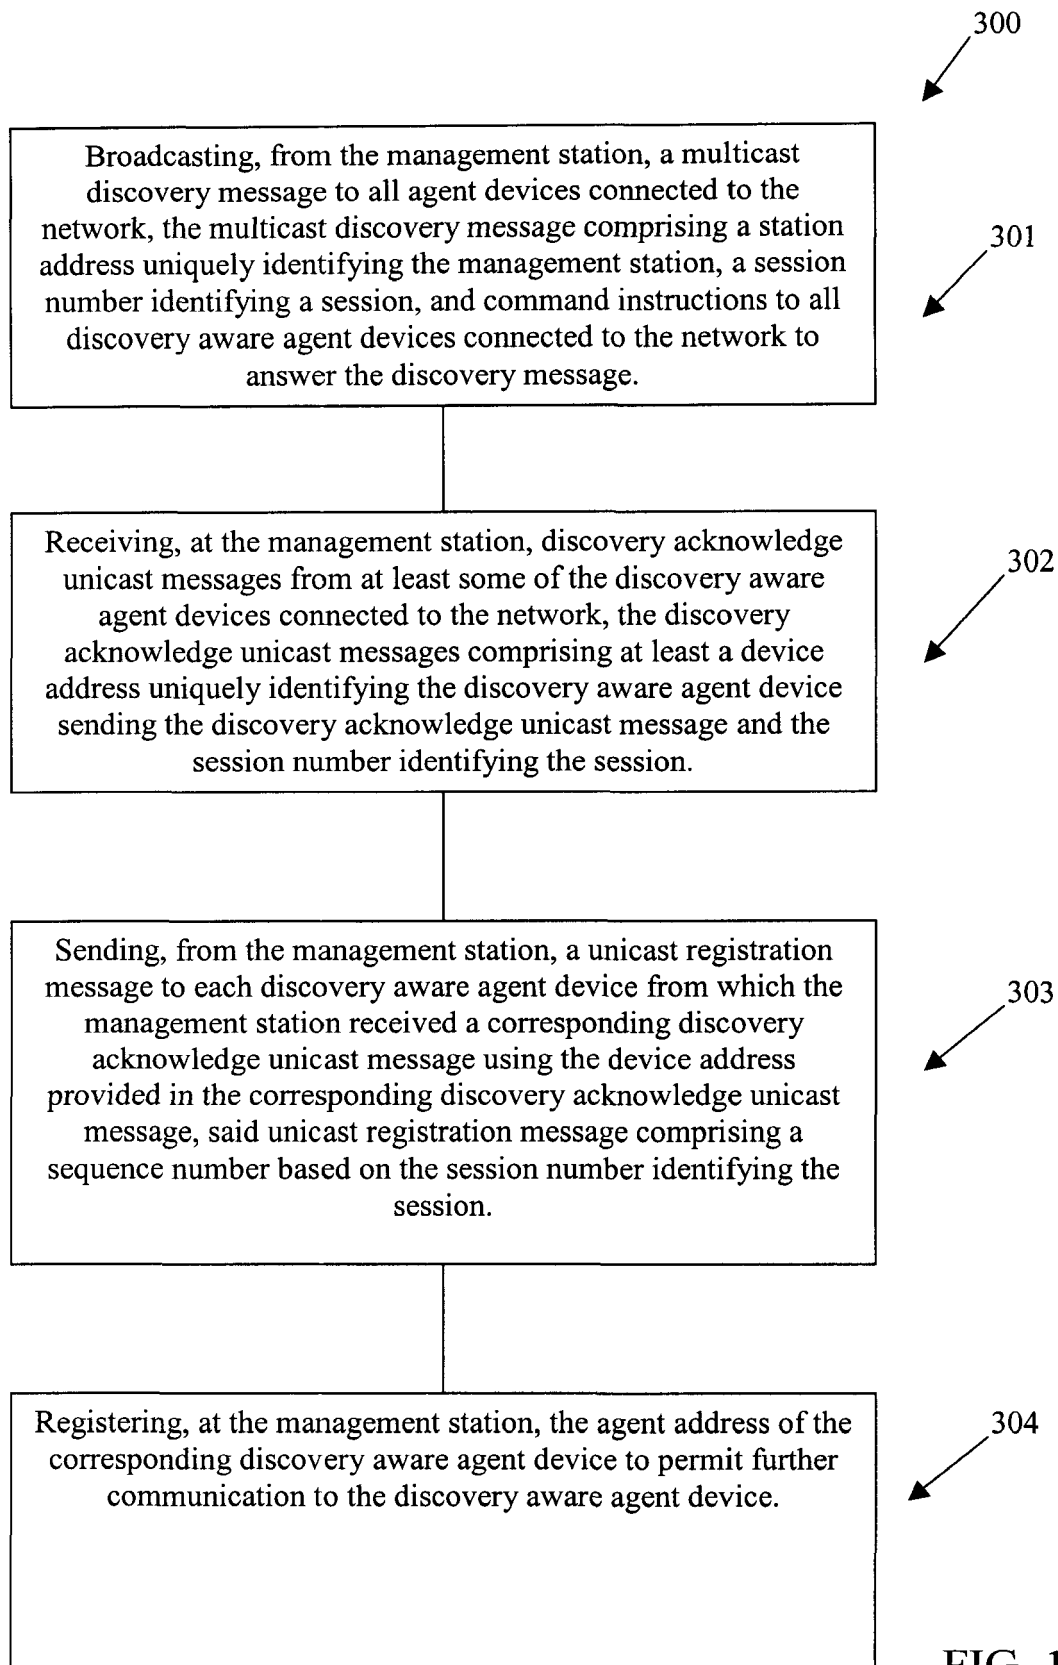 300
Broadcasting, from the management station, a multicast
discovery message to all agent devices connected to the
network, the multicast discovery message comprising a station
address uniquely identifying the management station, a session
number identifying a session, and command instructions to all
discovery aware agent devices connected to the network to
answer the discovery message.
301
Receiving, at the management station, discovery acknowledge
unicast messages from at least some of the discovery aware
agent devices connected to the network, the discovery
acknowledge unicast messages comprising at least a device
address uniquely identifying the discovery aware agent device
sending the discovery acknowledge unicast message and the
session number identifying the session.
302
Sending, from the management station, a unicast registration
message to each discovery aware agent device from which the
management station received a corresponding discovery
acknowledge unicast message using the device address
provided in the corresponding discovery acknowledge unicast
message, said unicast registration message comprising a
sequence number based on the session number identifying the
session.
303
Registering, at the management station, the agent address of the
corresponding discovery aware agent device to permit further
communication to the discovery aware agent device.
304
FIG. 1